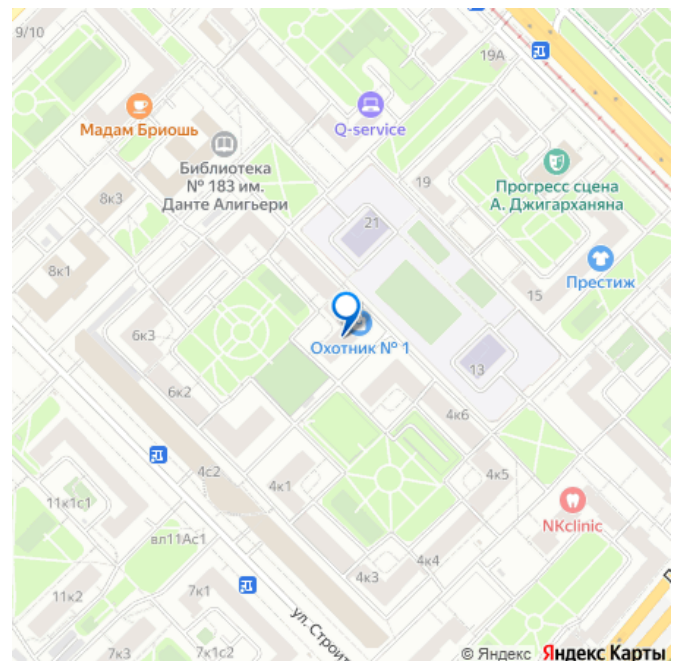 9/10
19А
Мадам Бриошь
Q-service
Библиотека
№ 183 им.
Данте Алигьери
8к3
19
Прогресс сцена
А. Джигарханяна
21
8к1
15
Престиж
6к3
Охотник № 1
13
6к2
4к6
4с2
4к1
4к5
11к1с1
NKclinic
вл11Ас1
4к4
4к3
11к2
7к1
ул. Строит
7к3
7к1с2
© Яндекс Яндекс Карты